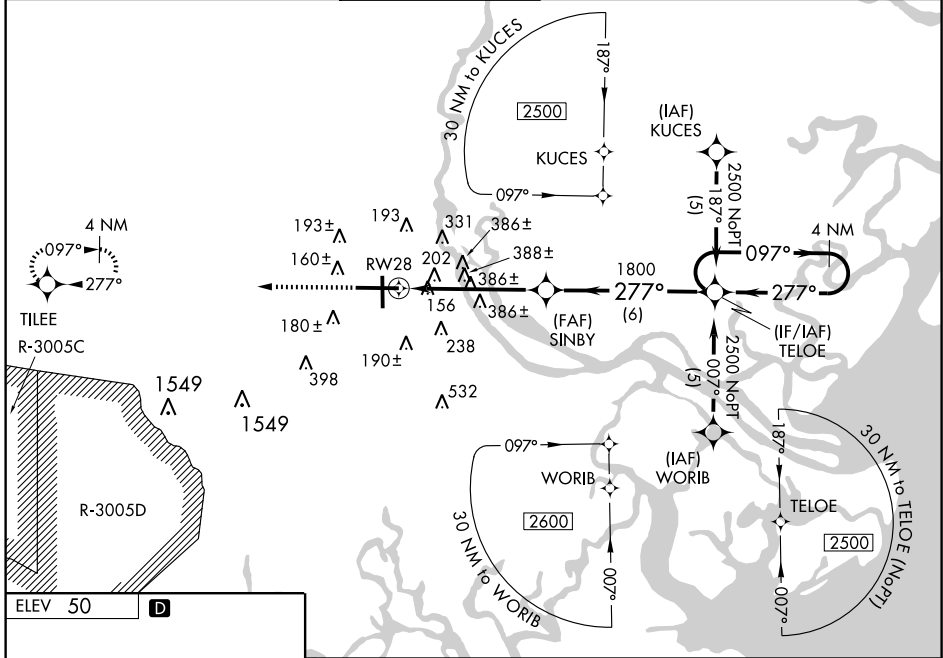 30 NM to KUCES
187°
2500
KUCES
097°
(IAF)
KUCES
2500 NoPT
187°
(5)
4 NM
097°
277°
TILEE
R-3005C
193±
193
331
386±
160±
RW28
202
388±
386±
156
386±
180±
190±
238
398
532
1549
1549
R-3005D
(FAF)
SINBY
1800
277°
(6)
097°
4 NM
277°
(IF/IAF)
TELOE
2500 NoPT
007°
(5)
(IAF)
WORIB
097°
WORIB
2600
007°
30 NM to WORIB
187°
TELOE
2500
007°
30 NM to TELOE (NoPT)
ELEV 50
D